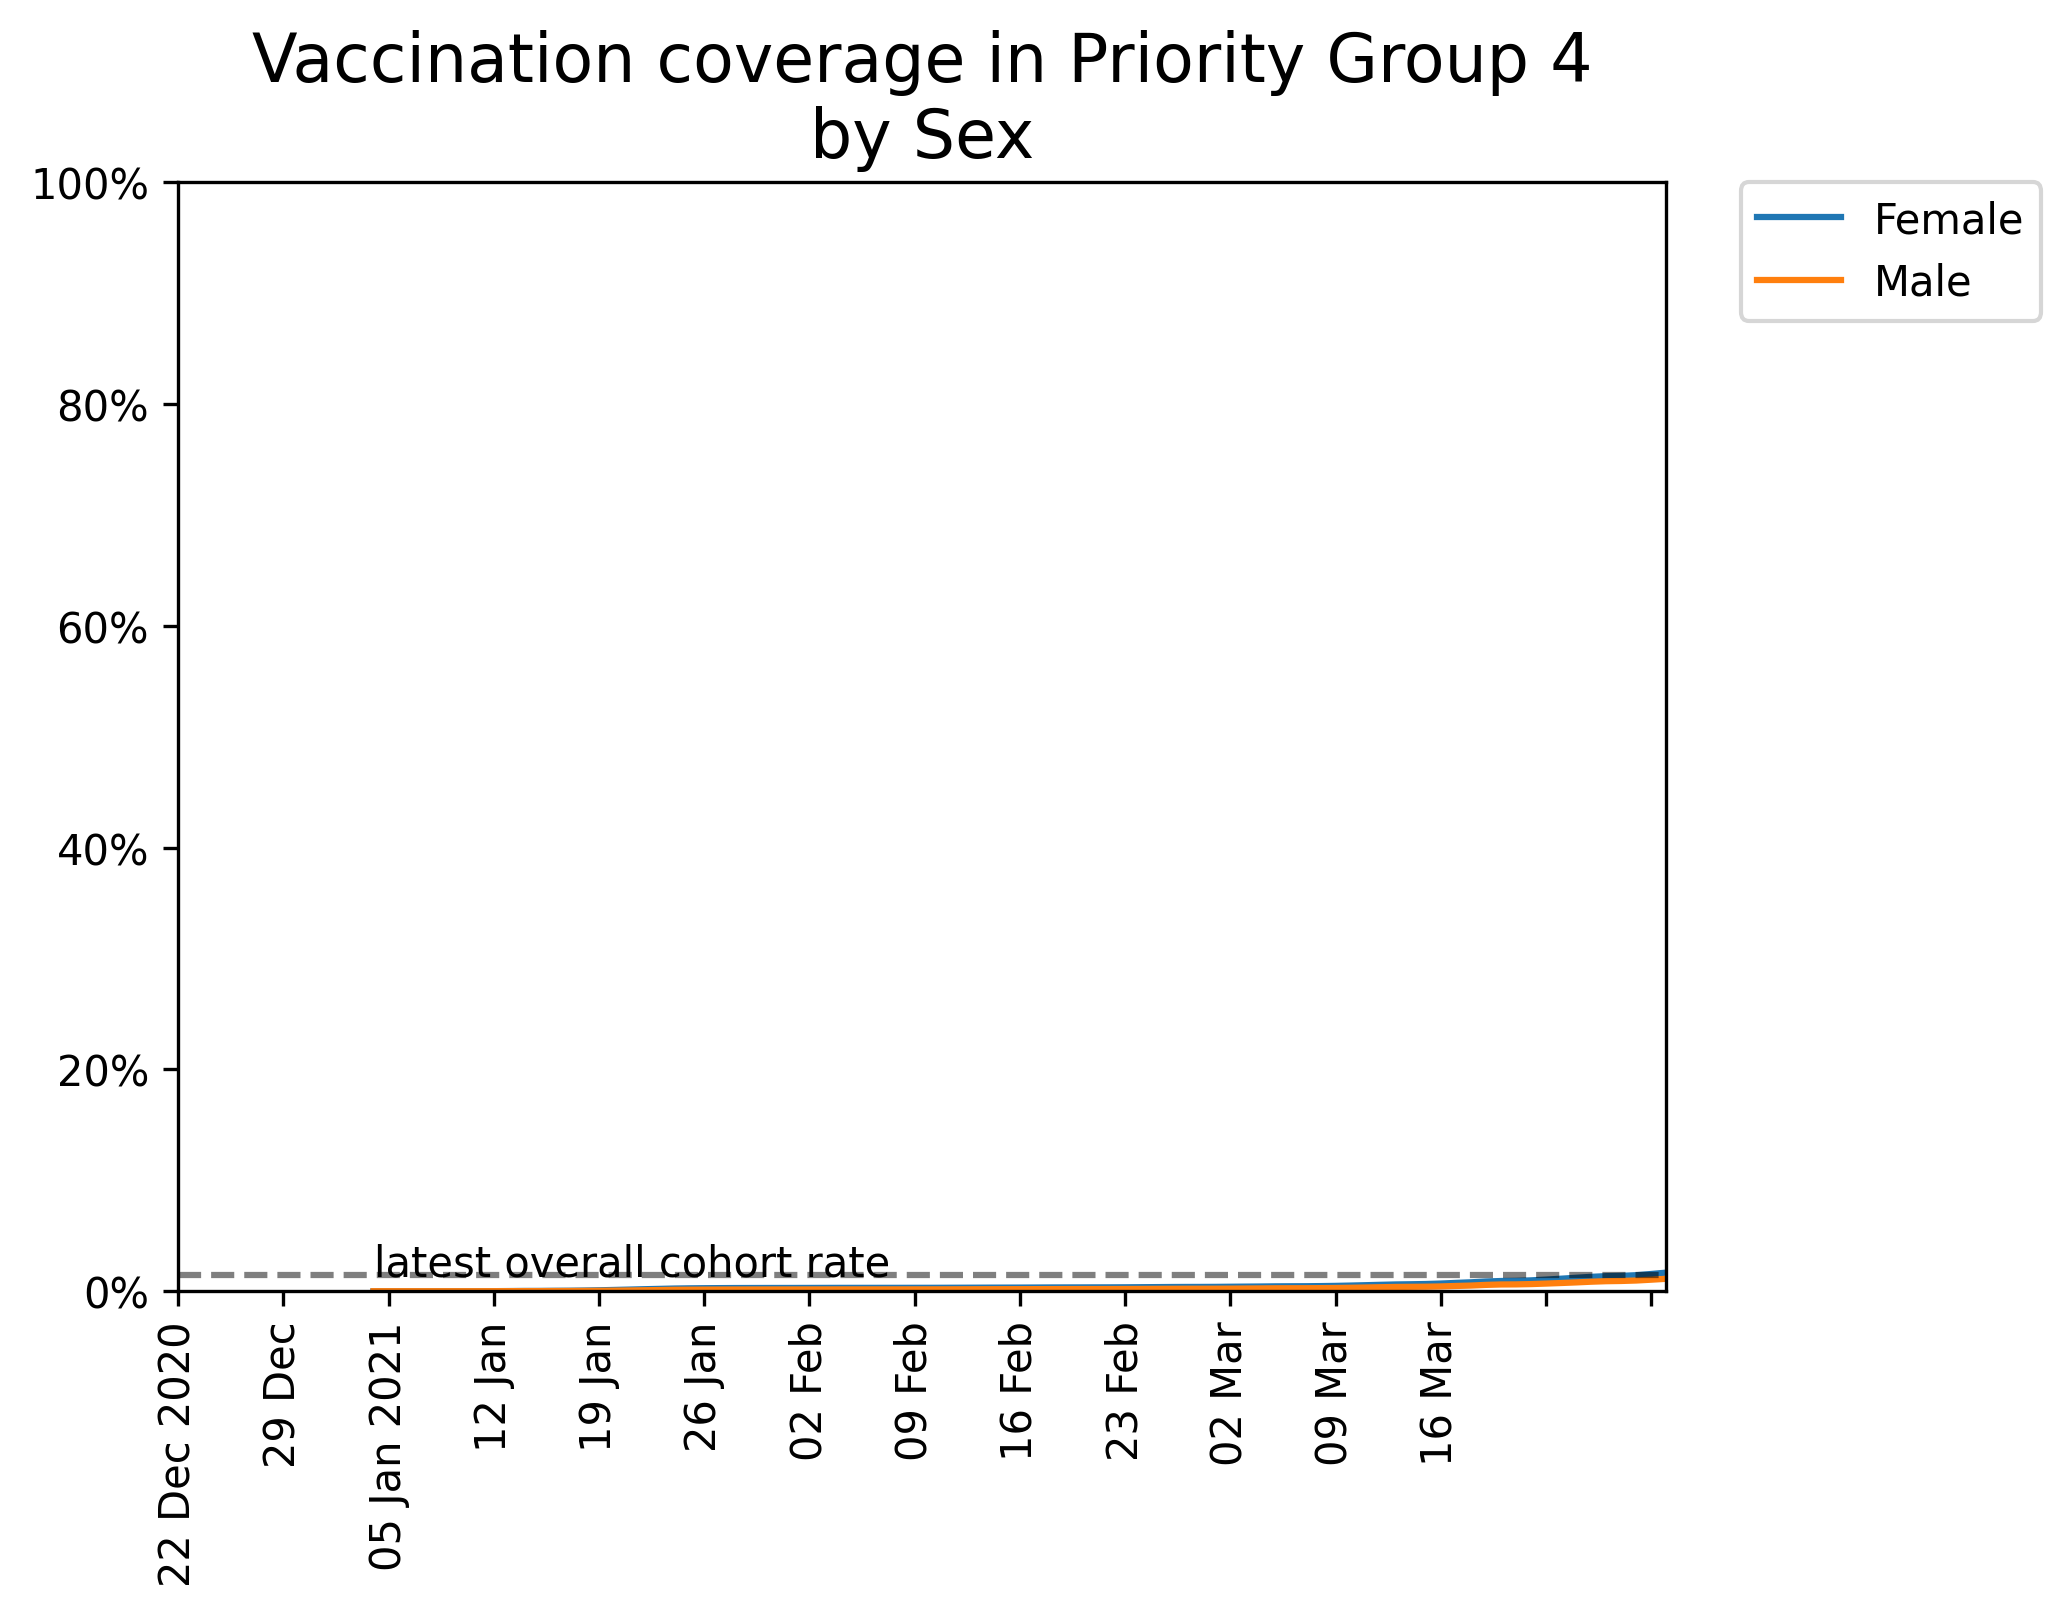 Vaccination coverage in Priority Group 4
by Sex
100%
80%
60%
40%
20%
0%
latest overall cohort rate
Female
Male
22 Dec 2020
29 Dec
05 Jan 2021
12 Jan
19 Jan
26 Jan
02 Feb
09 Feb
16 Feb
23 Feb
02 Mar
09 Mar
16 Mar